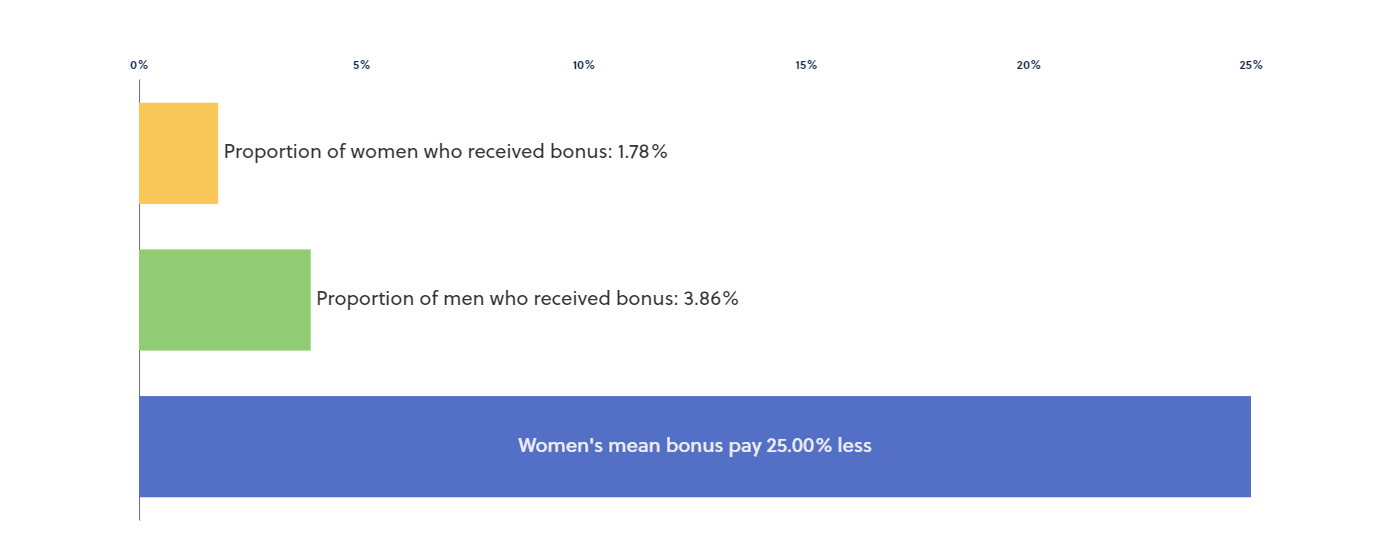 0% 5% 10% 15% 20% 25%
Proportion of women who received bonus: 1.78%
Proportion of men who received bonus: 3.86%
Women's mean bonus pay 25.00% less